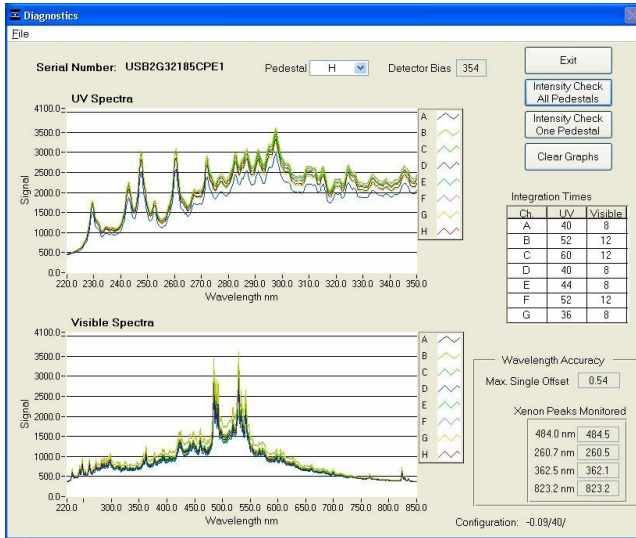 Diagnostics
File
Serial Number: USB2G32185CPE1 Pedestal H Detector Bias 354
Exit
Intensity Check
All Pedestals
Intensity Check
One Pedestal
Clear Graphs
UV Spectra
4100.0
3500.0
3000.0
2500.0
2000.0
1500.0
1000.0
500.0
0.0
Signal
220.0 230.0 240.0 250.0 260.0 270.0 280.0 290.0 300.0 310.0 320.0 330.0 340.0 350.0
Wavelength nm
A
B
C
D
E
F
G
H
Integration Times
Ch. UV Visible
A 40 8
B 52 12
C 60 12
D 40 8
E 44 8
F 52 12
G 36 8
Visible Spectra
4100.0
3500.0
3000.0
2500.0
2000.0
1500.0
1000.0
500.0
0.0
Signal
220.0 300.0 350.0 400.0 450.0 500.0 550.0 600.0 650.0 700.0 750.0 850.0
Wavelength nm
A
B
C
D
E
F
G
H
Wavelength Accuracy
Max. Single Offset 0.54
Xenon Peaks Monitored
484.0 nm 484.5
260.7 nm 260.5
362.5 nm 362.1
823.2 nm 823.2
Configuration: -0.09/40/